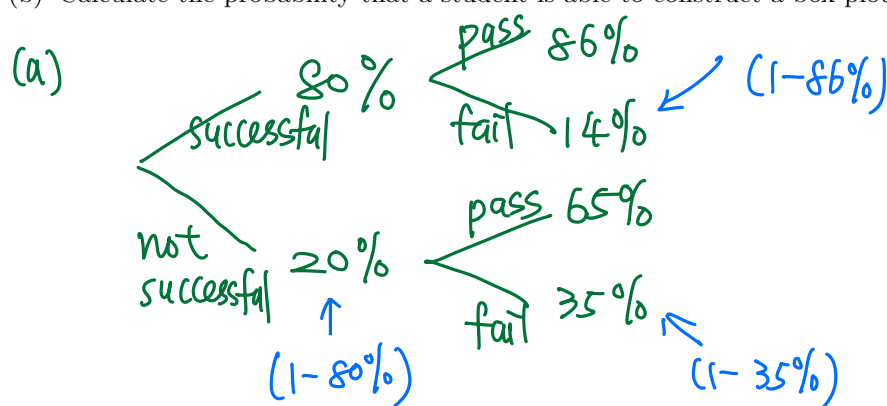 (b) Calculate the probability that a student is able to construct a box plot
(a)
pass 86%
80%
successful
(1-86%)
fail 14%
pass 65%
not successful
20%
fail 35%
(1-80%)
(1-35%)